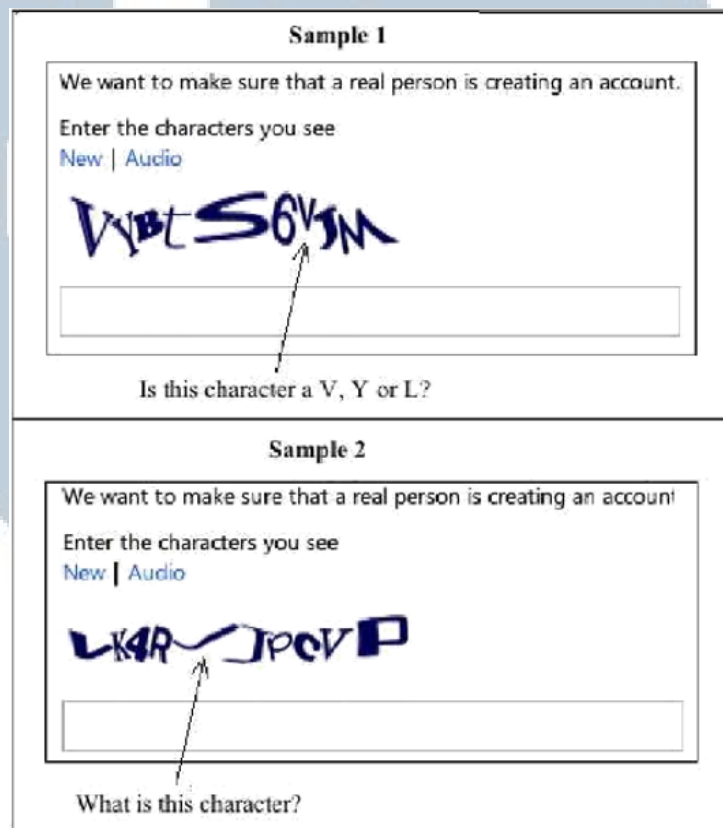 Sample 1
We want to make sure that a real person is creating an account.
Enter the characters you see
New | Audio
Is this character a V, Y or L?
Sample 2
We want to make sure that a real person is creating an account
Enter the characters you see
New | Audio
What is this character?